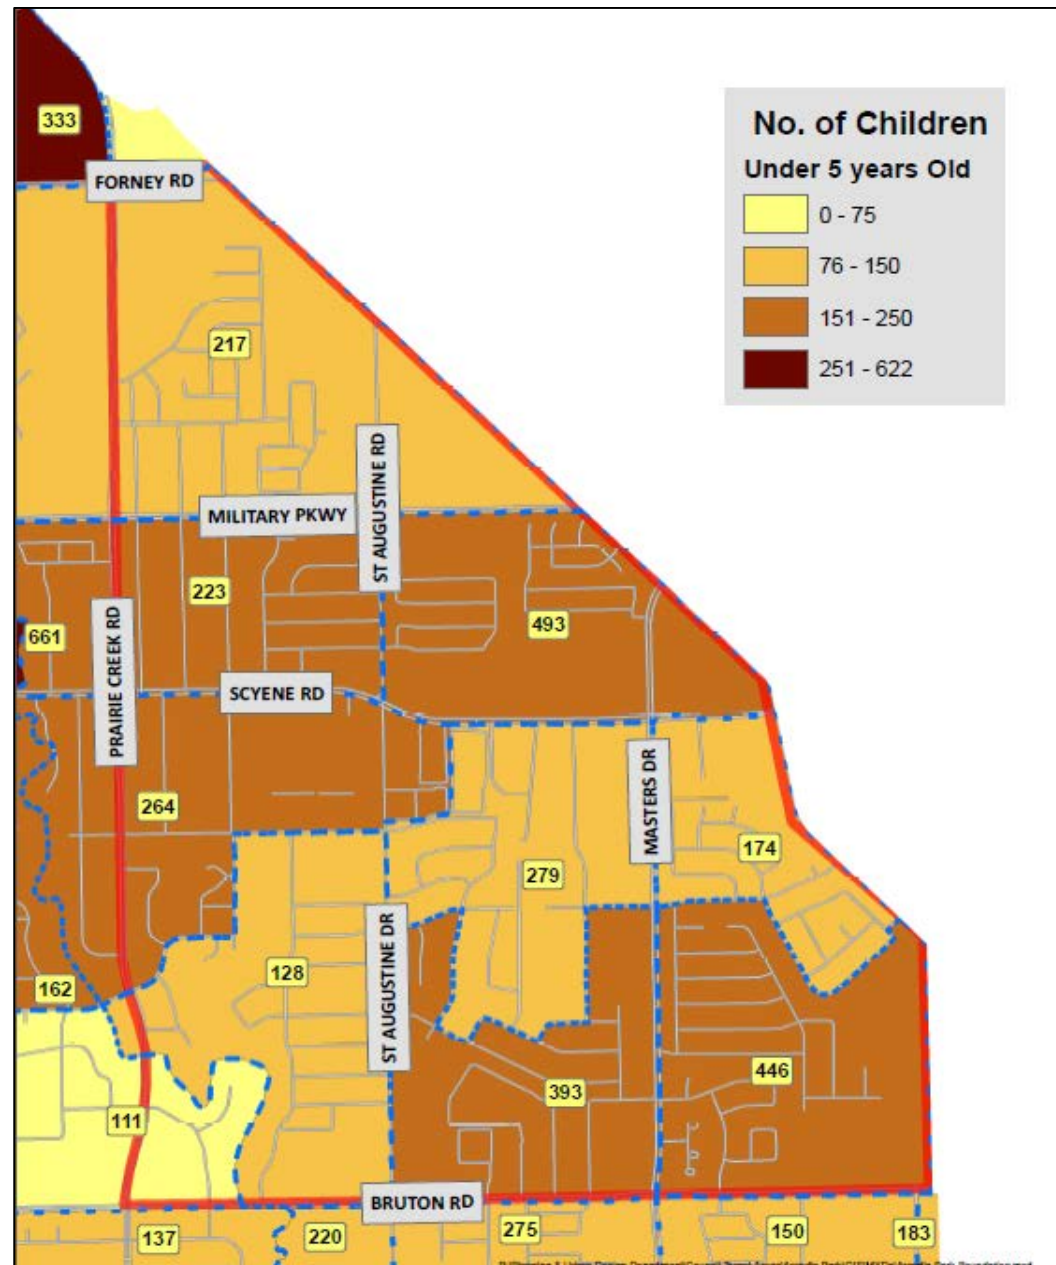 No. of Children
Under 5 years Old
0 - 75
76 - 150
151 - 250
251 - 622
333
FORNEY RD
217
ST AUGUSTINE RD
MILITARY PKWY
223
493
661
PRAIRIE CREEK RD
SCYENE RD
264
MASTERS DR
174
279
128
162
ST AUGUSTINE DR
446
393
111
BRUTON RD
137
220
275
150
183